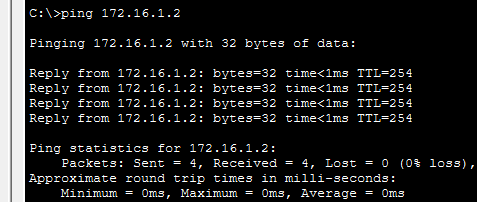 C:\>ping 172.16.1.2
Pinging 172.16.1.2 with 32 bytes of data:
Reply from 172.16.1.2: bytes=32 time<1ms TTL=254
Reply from 172.16.1.2: bytes=32 time<1ms TTL=254
Reply from 172.16.1.2: bytes=32 time<1ms TTL=254
Reply from 172.16.1.2: bytes=32 time<1ms TTL=254
Ping statistics for 172.16.1.2:
Packets: Sent = 4, Received = 4, Lost = 0 (0% loss),
Approximate round trip times in milli-seconds:
Minimum = 0ms, Maximum = 0ms, Average = 0ms